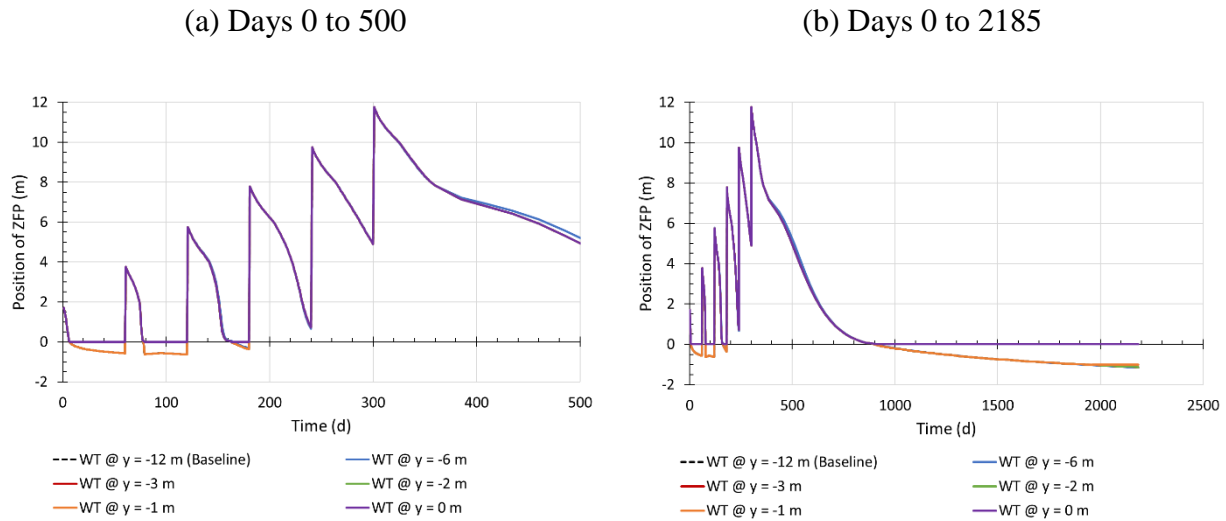 (a) Days 0 to 500
(b) Days 0 to 2185
12
10
8
6
4
2
0
-2
Position of ZFP (m)
0
100
200
300
400
500
Time (d)
WT @ y = -12 m (Baseline)
WT @ y = -6 m
WT @ y = -3 m
WT @ y = -2 m
WT @ y = -1 m
WT @ y = 0 m
12
10
8
6
4
2
0
-2
Position of ZFP (m)
0
500
1000
1500
2000
2500
Time (d)
WT @ y = -12 m (Baseline)
WT @ y = -6 m
WT @ y = -3 m
WT @ y = -2 m
WT @ y = -1 m
WT @ y = 0 m